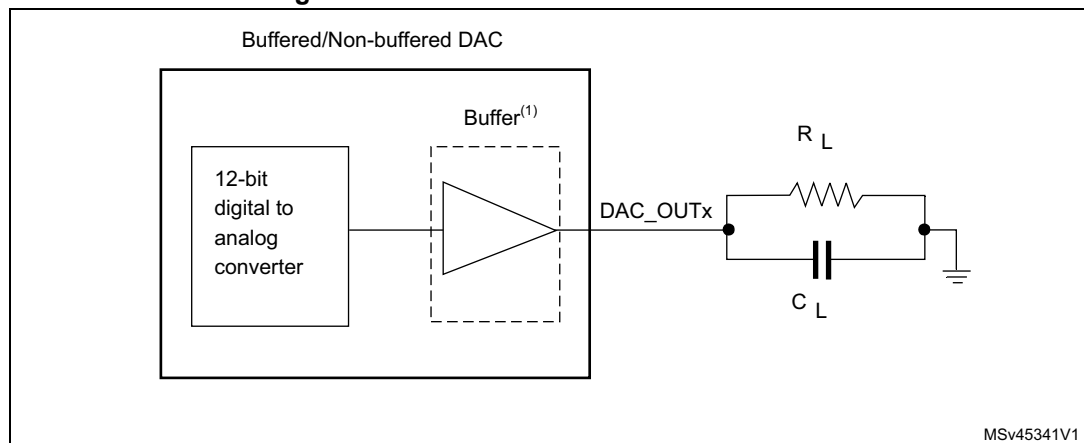 Buffered/Non-buffered DAC
Buffer(1)
12-bit
digital to
analog
converter
DAC_OUTx
R L
C L
MSv45341V1